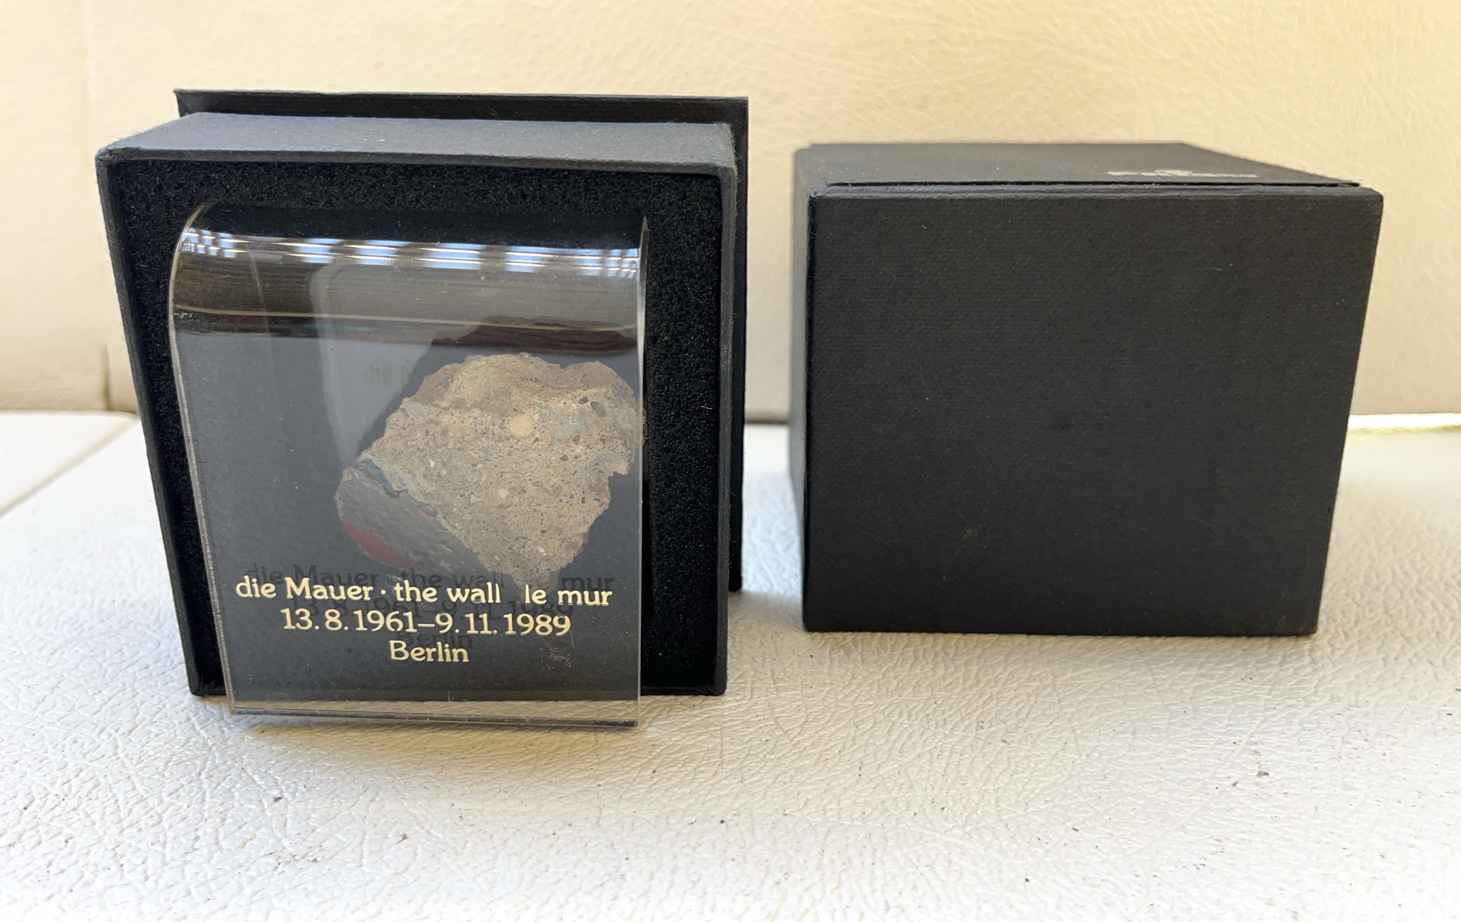 die Mauer · the wall le mur
13.8.1961–9.11.1989
Berlin